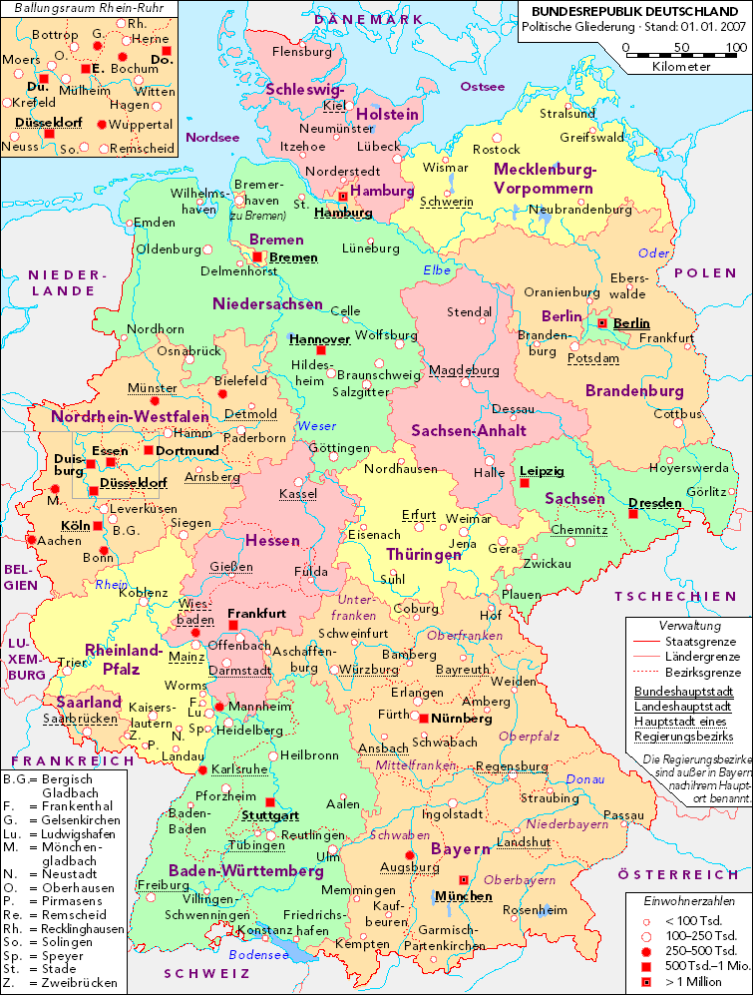 Ballungsraum Rhein-Ruhr
Rh.
Bottrop
G.
Herne
Moers
O.
E.
Bochum
Do.
Du.
Mülheim
Witten
Krefeld
Hagen
Düsseldorf
Wuppertal
Neuss
So.
Remscheid
DÄNEMARK
BUNDESREPUBLIK DEUTSCHLAND
Politische Gliederung · Stand: 01. 01. 2007
0 50 100
Kilometer
Flensburg
Schleswig-
Holstein
Ostsee
Kiel
Nordsee
Neumünster
Itzehoe
Lübeck
Norderstedt
Stralsund
Greifswald
Rostock
Wismar
Mecklenburg-
Vorpommern
Schwerin
Neubrandenburg
Hamburg
Hamburg
St.
Wilhelms-
haven
Bremer-
haven
(zu Bremen)
Emden
Bremen
Bremen
Oldenburg
Delmenhorst
Lüneburg
Elbe
Oder
NIEDER-
LANDE
POLEN
Niedersachsen
Celle
Stendal
Oranienburg
Ebers-
walde
Berlin
Berlin
Nordhorn
Osnabrück
Hannover
Wolfsburg
Branden-
burg
Potsdam
Frankfurt
Hildes-
heim
Braunschweig
Salzgitter
Magdeburg
Brandenburg
Münster
Bielefeld
Detmold
Nordrhein-Westfalen
Weser
Dessau
Cottbus
Sachsen-Anhalt
Hamm
Paderborn
Göttingen
Duis-
burg
Essen
Dortmund
Düsseldorf
Arnsberg
Nordhausen
Halle
Leipzig
Hoyerswerda
Görlitz
M.
Kassel
Sachsen
Dresden
Köln
Leverkusen
B.G.
Siegen
Aachen
Bonn
Hessen
Erfurt
Weimar
Eisenach
Jena
Gera
Thüringen
Chemnitz
Zwickau
BEL-
GIEN
Rhein
Gießen
Fulda
Suhl
Plauen
Koblenz
Wies-
baden
Frankfurt
Unter-
franken
Coburg
Hof
TSCHECHIEN
LU-
XEM-
BURG
Rheinland-
Pfalz
Mainz
Offenbach
Darmstadt
Aschaffen-
burg
Schweinfurt
Oberfranken
Bamberg
Würzburg
Bayreuth
Trier
Worms
Weiden
Saarland
Saarbrücken
Kaisers-
lautern
F.
Lu.
Mannheim
Erlangen
Amberg
Fürth
Nürnberg
Z.
P.
N.
Sp.
Heidelberg
Landau
Ansbach
Schwabach
Oberpfalz
FRANKREICH
Karlsruhe
Heilbronn
Mittelfranken
Regensburg
Donau
Pforzheim
Straubing
Baden-
Baden
Stuttgart
Aalen
Ingolstadt
Passau
Tübingen
Reutlingen
Schwaben
Niederbayern
Landshut
Ulm
Bayern
Baden-Württemberg
Augsburg
ÖSTERREICH
Freiburg
Villingen-
Schwenningen
Memmingen
München
Oberbayern
Kauf-
beuren
Rosenheim
Friedrichs-
hafen
Konstanz
Kempten
Garmisch-
Partenkirchen
Bodensee
SCHWEIZ
Verwaltung
Staatsgrenze
Ländergrenze
Bezirksgrenze
Bundeshauptstadt
Landeshauptstadt
Hauptstadt eines
Regierungsbezirks
Die Regierungsbezirke
sind außer in Bayern
nach ihrem Haupt-
ort benannt.
B.G.= Bergisch
Gladbach
F. = Frankenthal
G. = Gelsenkirchen
Lu. = Ludwigshafen
M. = Mönchen-
gladbach
N. = Neustadt
O. = Oberhausen
P. = Pirmasens
Re. = Remscheid
Rh. = Recklinghausen
So. = Solingen
Sp. = Speyer
St. = Stade
Z. = Zweibrücken
Einwohnerzahlen
< 100 Tsd.
100–250 Tsd.
250–500 Tsd.
500 Tsd.–1 Mio.
> 1 Million